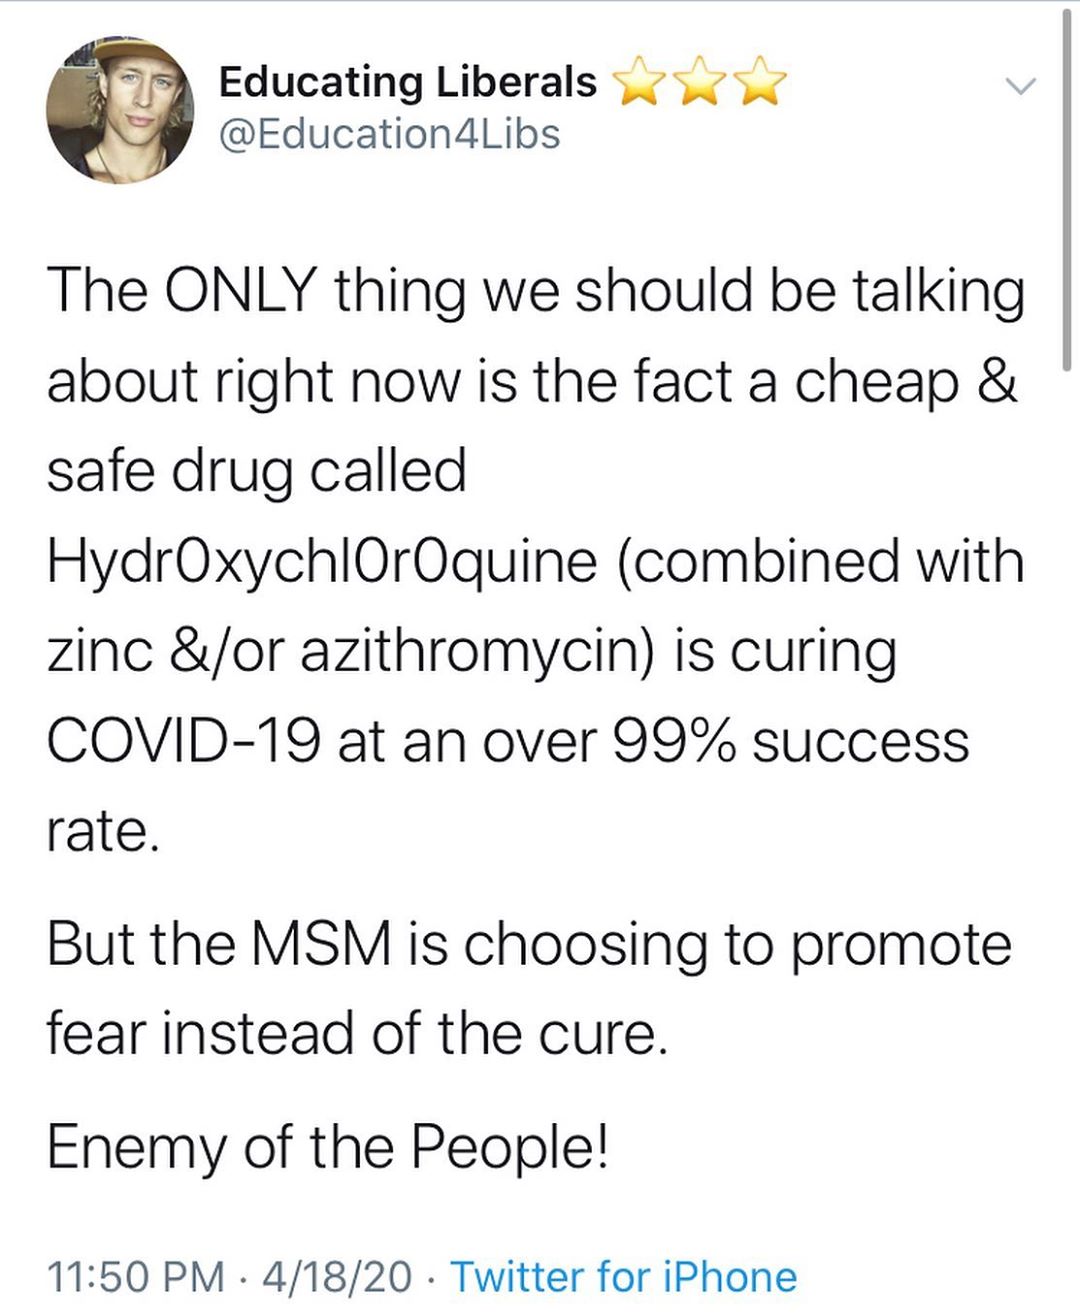 Educating Liberals ⭐⭐⭐
@Education4Libs
The ONLY thing we should be talking
about right now is the fact a cheap &
safe drug called
Hydr0xychl0r0quine (combined with
zinc &/or azithromycin) is curing
COVID-19 at an over 99% success
rate.
But the MSM is choosing to promote
fear instead of the cure.
Enemy of the People!
11:50 PM · 4/18/20 · Twitter for iPhone